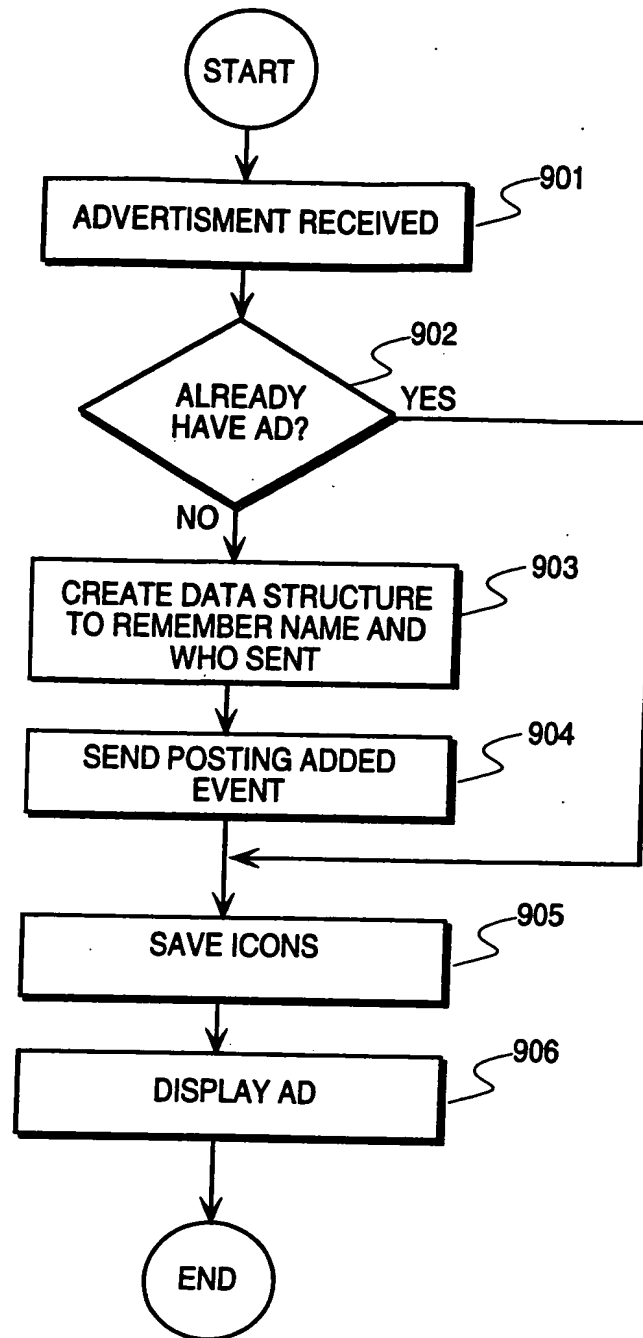 START
901
ADVERTISMENT RECEIVED
902
ALREADY
HAVE AD?
YES
NO
903
CREATE DATA STRUCTURE
TO REMEMBER NAME AND
WHO SENT
904
SEND POSTING ADDED
EVENT
905
SAVE ICONS
906
DISPLAY AD
END